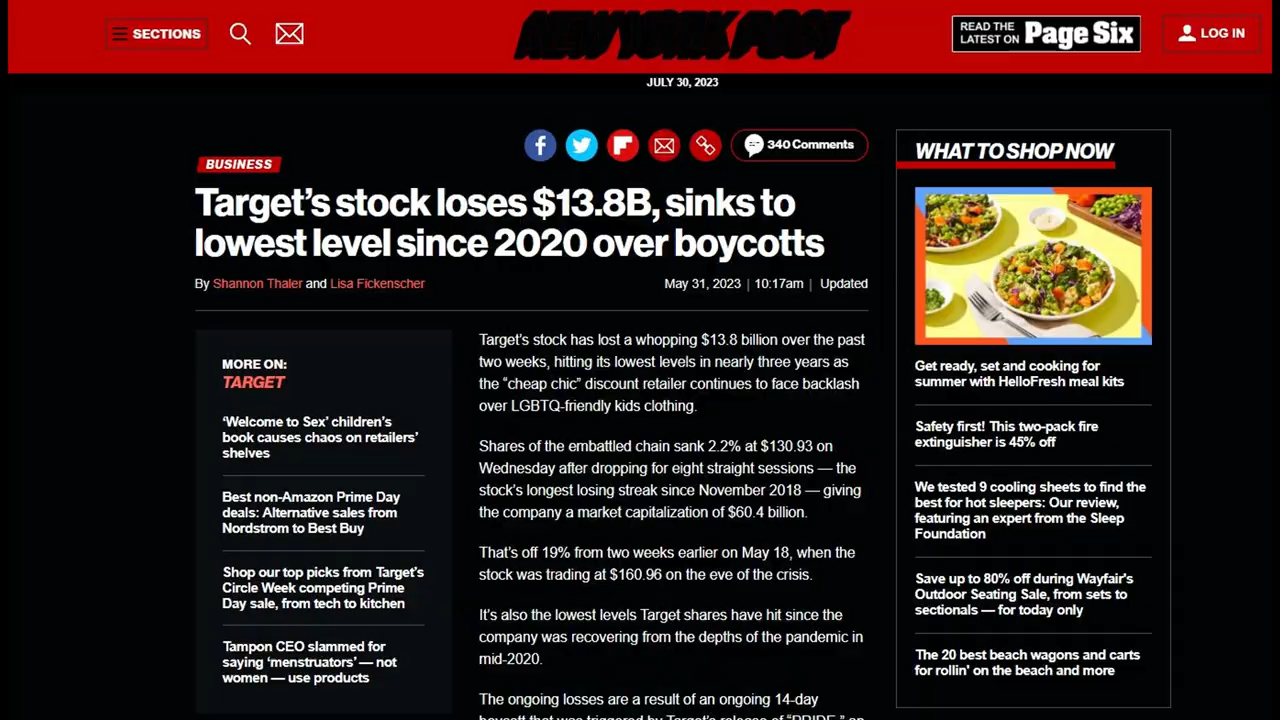 SECTIONS
NEW YORK POST
READ THE
LATEST ON
Page Six
LOG IN
JULY 30, 2023
340 Comments
BUSINESS
Target’s stock loses $13.8B, sinks to
lowest level since 2020 over boycotts
By Shannon Thaler and Lisa Fickenscher
May 31, 2023 | 10:17am | Updated
MORE ON:
TARGET
‘Welcome to Sex’ children’s
book causes chaos on retailers’
shelves
Best non-Amazon Prime Day
deals: Alternative sales from
Nordstrom to Best Buy
Shop our top picks from Target’s
Circle Week competing Prime
Day sale, from tech to kitchen
Tampon CEO slammed for
saying ‘menstruators’ — not
women — use products
Target’s stock has lost a whopping $13.8 billion over the past
two weeks, hitting its lowest levels in nearly three years as
the “cheap chic” discount retailer continues to face backlash
over LGBTQ-friendly kids clothing.
Shares of the embattled chain sank 2.2% at $130.93 on
Wednesday after dropping for eight straight sessions — the
stock’s longest losing streak since November 2018 — giving
the company a market capitalization of $60.4 billion.
That’s off 19% from two weeks earlier on May 18, when the
stock was trading at $160.96 on the eve of the crisis.
It’s also the lowest levels Target shares have hit since the
company was recovering from the depths of the pandemic in
mid-2020.
The ongoing losses are a result of an ongoing 14-day
boycott that was triggered by Target’s release of “PRIDE,” an
WHAT TO SHOP NOW
Get ready, set and cooking for
summer with HelloFresh meal kits
Safety first! This two-pack fire
extinguisher is 45% off
We tested 9 cooling sheets to find the
best for hot sleepers: Our review,
featuring an expert from the Sleep
Foundation
Save up to 80% off during Wayfair's
Outdoor Seating Sale, from sets to
sectionals — for today only
The 20 best beach wagons and carts
for rollin' on the beach and more